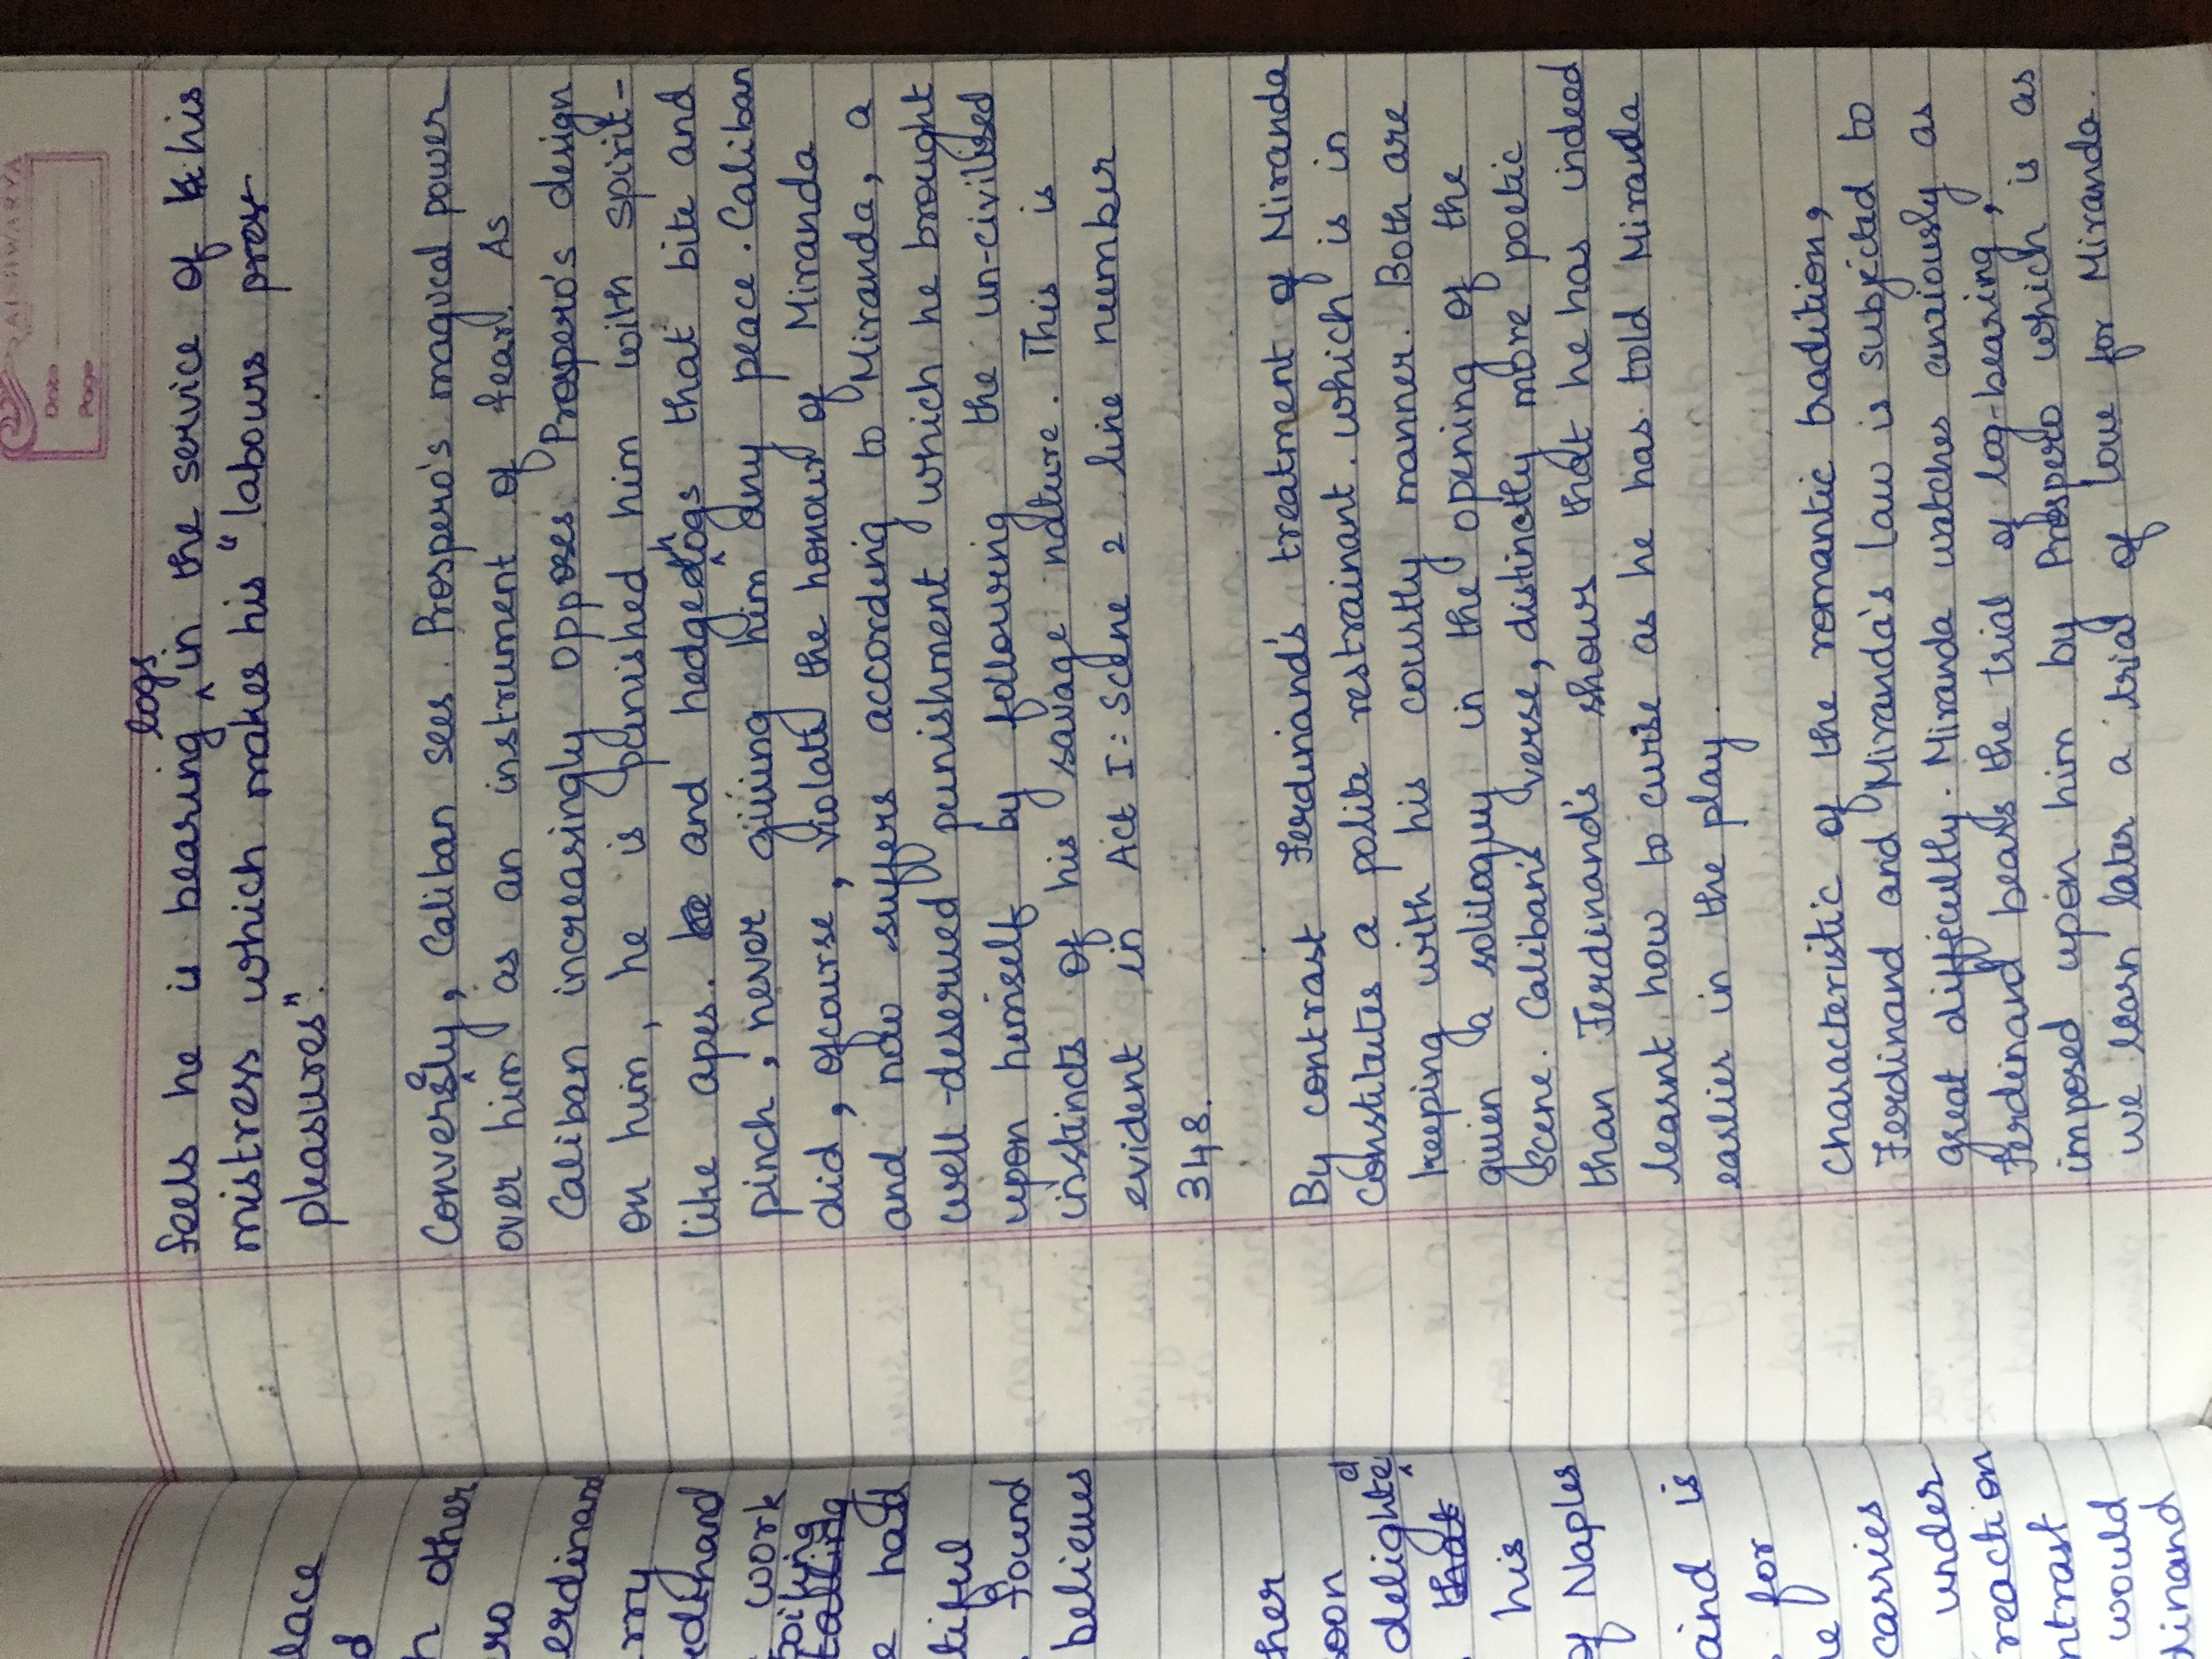 AISHWARYA
Date
Page
lace
d
h other
ro
erdinand
rry
rdinand
work
boiling
talling
e had
tiful
found
believes
her
soon
delighted
that
his
of Naples
and is
for
carries
under
reaction
ntrast
would
dinand
feels he is bearing logs in the service of his
mistress which makes his "labours pres
pleasures".
Conversely, Caliban sees. Prospero's magical power
over him as an instrument of fear. As
Caliban increasingly opposes Prospero's design
on him, he is punished him with spirit-
like apes. and hedgehogs that bite and
pinch, never giving him any peace. Caliban
did, ofcourse, violate the honour of Miranda
and now suffers according to Miranda, a
well-deserved punishment which he brought
upon himself by following the un-civilised
instincts of his savage nature. This is
evident in Act I: Scene 2 line number
348.
By contrast Ferdinand's treatment of Miranda
constitutes a polite restrainant. which is in
keeping with his courtly manner. Both are
given a soliloquy in the opening of the
scene. Caliban's verse, distinctly more poetic
than Ferdinand's shows that he has indeed
learnt how to curse as he has told Miranda
earlier in the play.
Characteristic of the romantic tradition,
Ferdinand and Miranda's law is subjected to
great difficultly. Miranda watches anxiously as
Ferdinand bears the trial of log-bearing,
imposed upon him by Prospero which is as
we learn later a trial of love for Miranda.